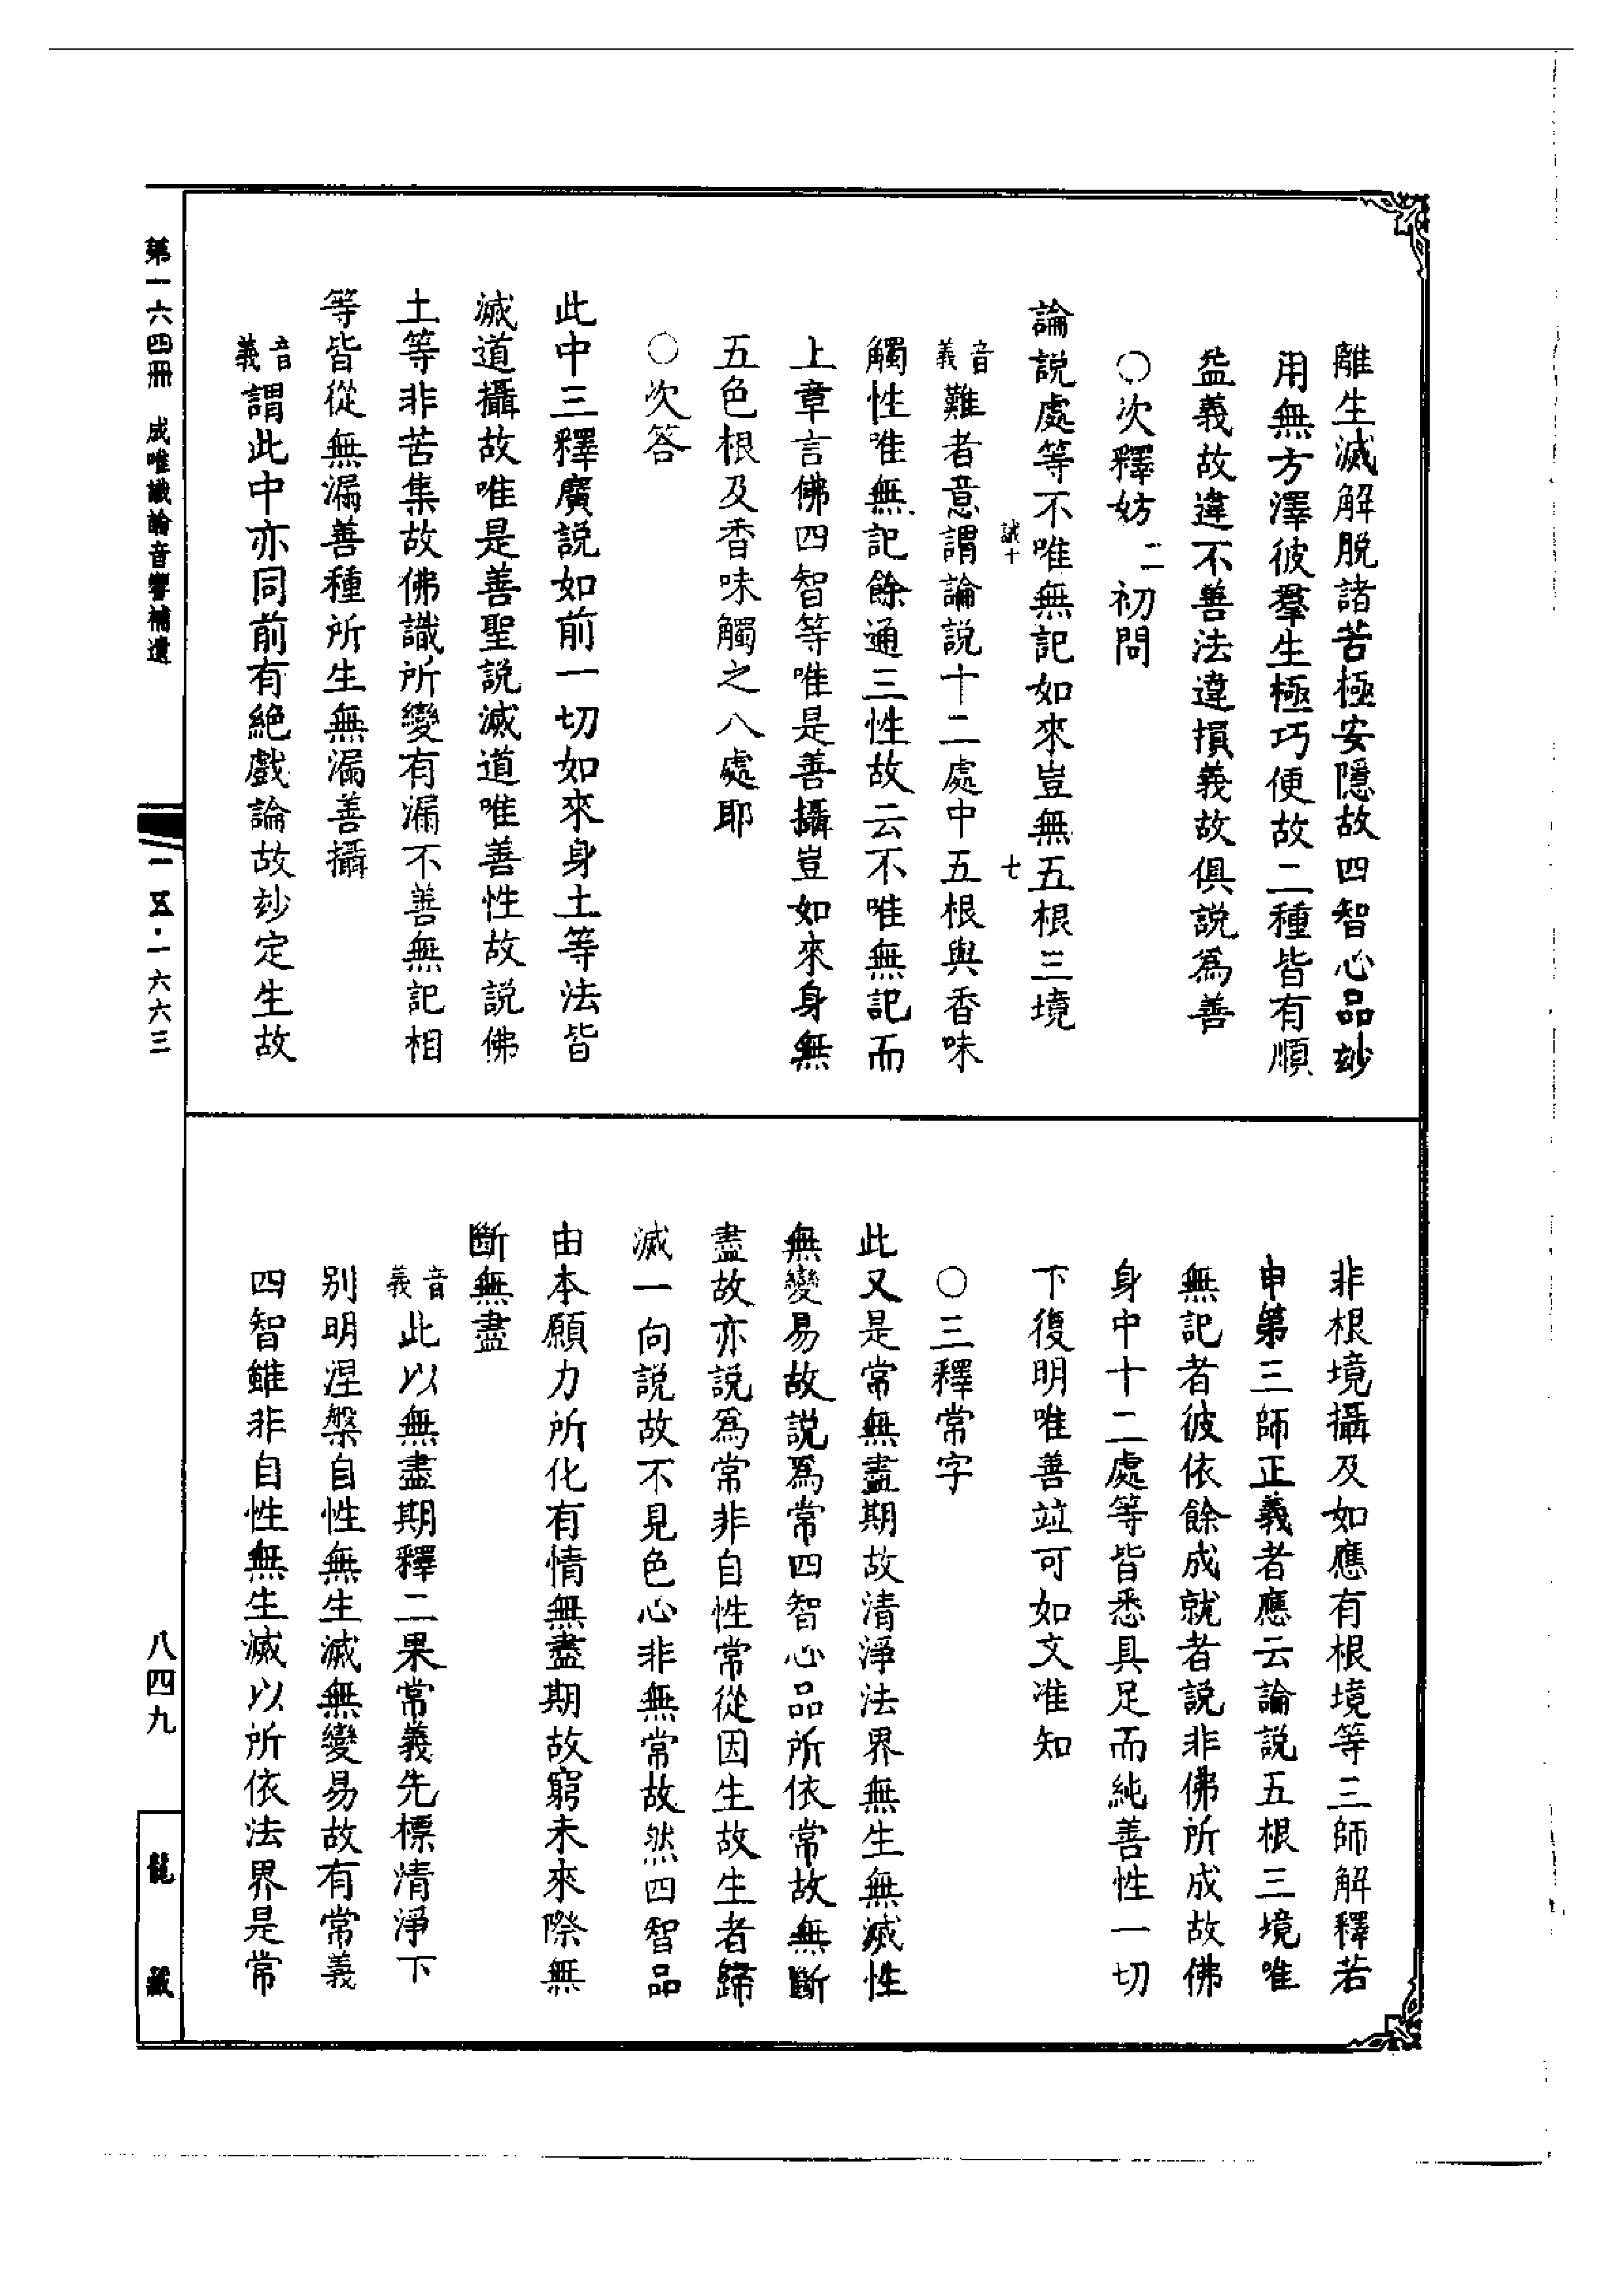 離生滅解脫諸苦極安隱故四智心品玅
用無方澤彼羣生極巧便故二種皆有順
益義故違不善法違損義故俱說為善
○次釋妨二初問
論說處等不唯無記如來豈無五根三境
誠十 七
音義難者意謂論說十二處中五根與香味
觸性唯無記餘通三性故云不唯無記而
上章言佛四智等唯是善攝豈如來身無
五色根及香味觸之八處耶
○次答
此中三釋廣說如前一切如來身土等法皆
滅道攝故唯是善聖說滅道唯善性故說佛
土等非苦集故佛識所變有漏不善無記相
等皆從無漏善種所生無漏善攝
音義謂此中亦同前有絕戲論故玅定生故
非根境攝及如應有根境等三師解釋若
申第三師正義者應云論說五根三境唯
無記者彼依餘成就者說非佛所成故佛
身中十二處等皆悉具足而純善性一切
下復明唯善竝可如文准知
○三釋常字
此又是常無盡期故清淨法界無生無滅性
無變易故說爲常四智心品所依常故無斷
盡故亦說爲常非自性常從因生故生者歸
滅一向說故不見色心非無常故然四智品
由本願力所化有情無盡期故窮未來際無
斷無盡
音義此以無盡期釋二果常義先標清淨下
別明涅槃自性無生滅無變易故有常義
四智雖非自性無生滅以所依法界是常
第一六四冊 成唯識論音響補遺
一五·一六六三
八四九
龍藏